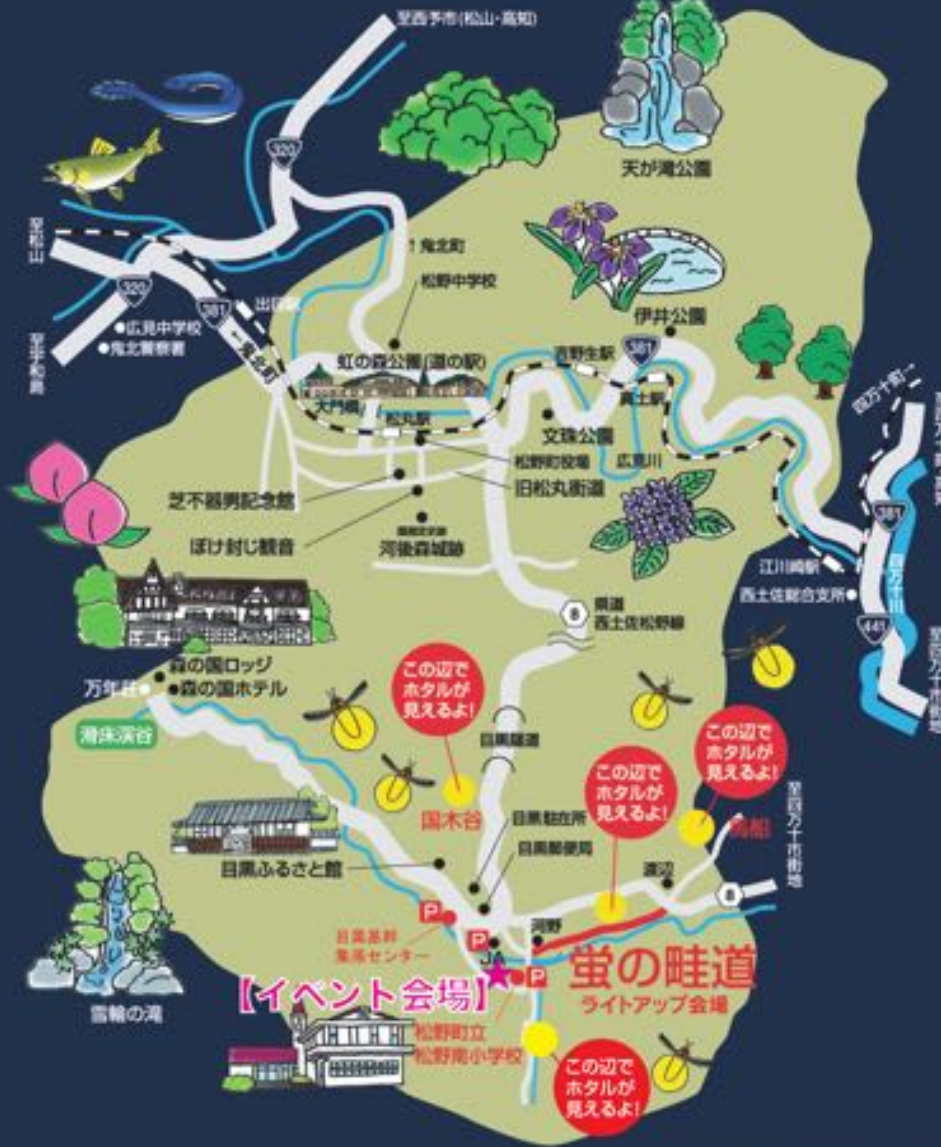 至西予市(松山・高知)
320
天が滝公園
至松山
↑鬼北町
松野中学校
320
381
出目駅
広見中学校
鬼北警察署
←鬼北町
伊井公園
虹の森公園(道の駅)
吉野生駅
381
真土駅
四万十町→
大門橋
松丸駅
文珠公園
松野町役場
広見川
芝不器男記念館
旧松丸街道
381
ぽけ封じ観音
河後森城跡
四万十川
江川崎駅
西土佐総合支所
441
8
県道
西土佐松野線
森の国ロッジ
万年荘
森の国ホテル
滑床渓谷
この辺で
ホタルが
見えるよ!
目黒隧道
この辺で
ホタルが
見えるよ!
この辺で
ホタルが
見えるよ!
国木谷
目黒駐在所
至四万十市街地
目黒郵便局
目黒ふるさと館
渡辺
8
P
目黒基幹
集落センター
P
JA
河野
P
蛍の畦道
ライトアップ会場
【イベント会場】
雪輪の滝
松野町立
松野南小学校
この辺で
ホタルが
見えるよ!